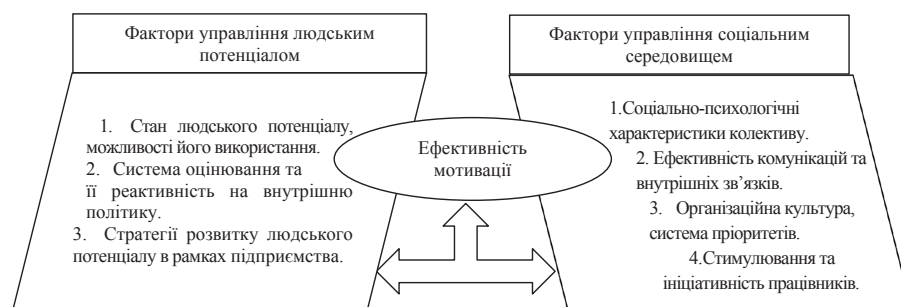 Фактори управління людським
потенціалом
1. Стан людського потенціалу,
можливості його використання.
2. Система оцінювання та
її реактивність на внутрішню
політику.
3. Стратегії розвитку людського
потенціалу в рамках підприємства.
Ефективність
мотивації
Фактори управління соціальним
середовищем
1.Соціально-психологічні
характеристики колективу.
2. Ефективність комунікацій та
внутрішніх зв’язків.
3. Організаційна культура,
система пріоритетів.
4.Стимулювання та
ініціативність працівників.